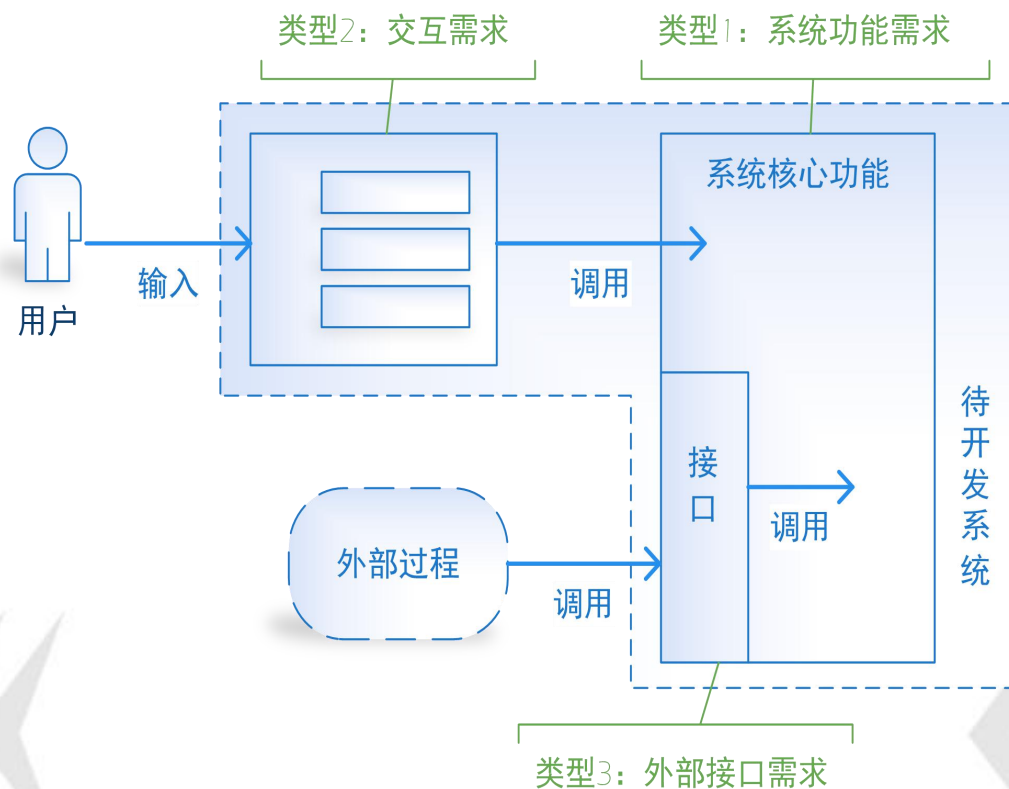 类型2：交互需求
类型1：系统功能需求
系统核心功能
输入
调用
用户
接口
待开发系统
调用
外部过程
调用
类型3：外部接口需求